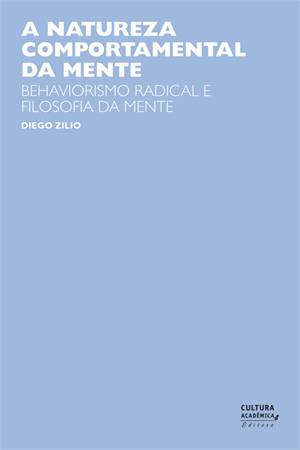 A NATUREZA
COMPORTAMENTAL
DA MENTE
BEHAVIORISMO RADICAL E
FILOSOFIA DA MENTE
DIEGO ZILIO
CULTURA
ACADÊMICA
Editora